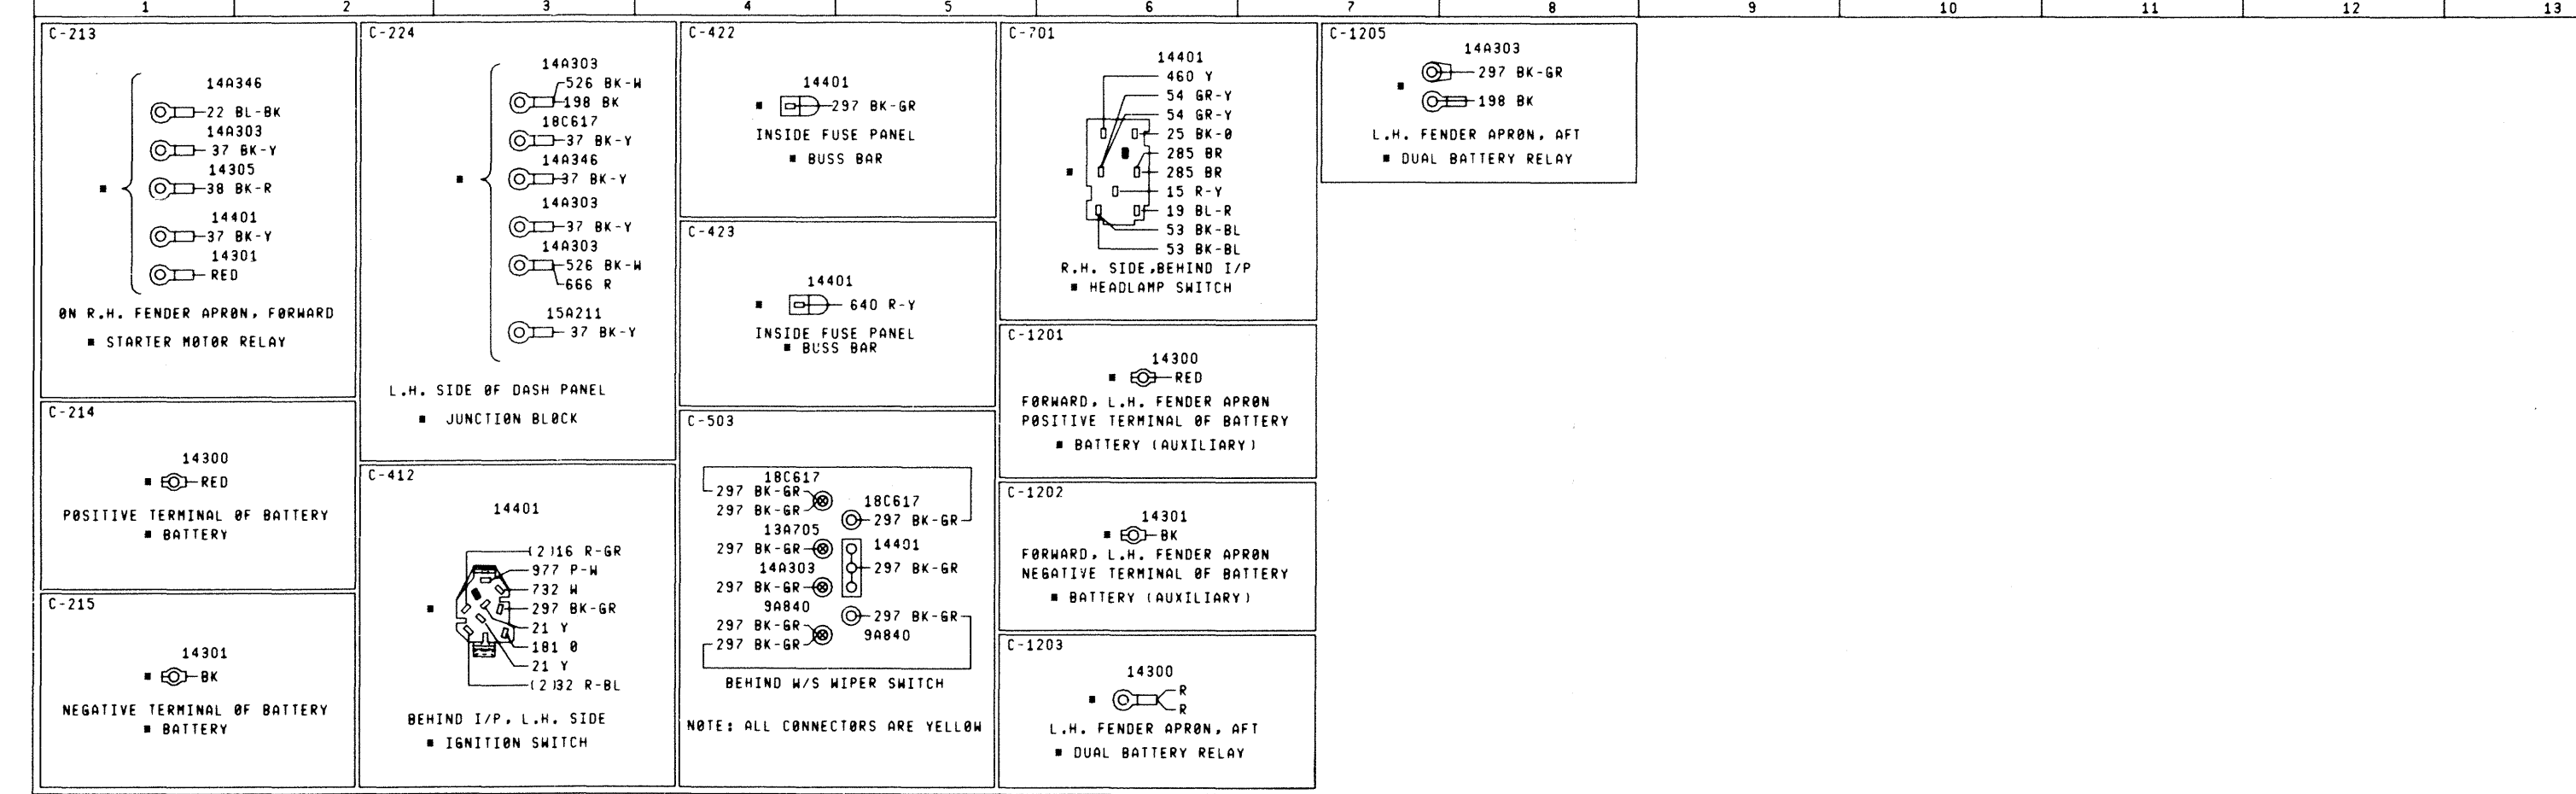 1 2 3 4 5 6 7 8 9 10 11 12 13
C-213
14A346
22 BL-BK
14A303
37 BK-Y
14305
38 BK-R
14401
37 BK-Y
14301
RED
ON R.H. FENDER APRON, FORWARD
■ STARTER MOTOR RELAY
C-214
14300
RED
POSITIVE TERMINAL OF BATTERY
■ BATTERY
C-215
14301
BK
NEGATIVE TERMINAL OF BATTERY
■ BATTERY
C-224
14A303
526 BK-W
198 BK
18C617
37 BK-Y
14A346
37 BK-Y
14A303
37 BK-Y
14A303
526 BK-W
666 R
15A211
37 BK-Y
L.H. SIDE OF DASH PANEL
■ JUNCTION BLOCK
C-412
14401
(2)16 R-GR
977 P-W
732 W
297 BK-GR
21 Y
181 O
21 Y
(2)32 R-BL
BEHIND I/P, L.H. SIDE
■ IGNITION SWITCH
C-422
14401
297 BK-GR
INSIDE FUSE PANEL
■ BUSS BAR
C-423
14401
640 R-Y
INSIDE FUSE PANEL
■ BUSS BAR
C-503
18C617
297 BK-GR
297 BK-GR
18C617
297 BK-GR
13A705
297 BK-GR
14401
297 BK-GR
14A303
297 BK-GR
9A840
297 BK-GR
297 BK-GR
297 BK-GR
9A840
BEHIND W/S WIPER SWITCH
NOTE: ALL CONNECTORS ARE YELLOW
C-701
14401
460 Y
54 GR-Y
54 GR-Y
25 BK-O
285 BR
285 BR
15 R-Y
19 BL-R
53 BK-BL
53 BK-BL
R.H. SIDE,BEHIND I/P
■ HEADLAMP SWITCH
C-1201
14300
RED
FORWARD, L.H. FENDER APRON
POSITIVE TERMINAL OF BATTERY
■ BATTERY (AUXILIARY)
C-1202
14301
BK
FORWARD, L.H. FENDER APRON
NEGATIVE TERMINAL OF BATTERY
■ BATTERY (AUXILIARY)
C-1203
14300
R
R
L.H. FENDER APRON, AFT
■ DUAL BATTERY RELAY
C-1205
14A303
297 BK-GR
198 BK
L.H. FENDER APRON, AFT
■ DUAL BATTERY RELAY